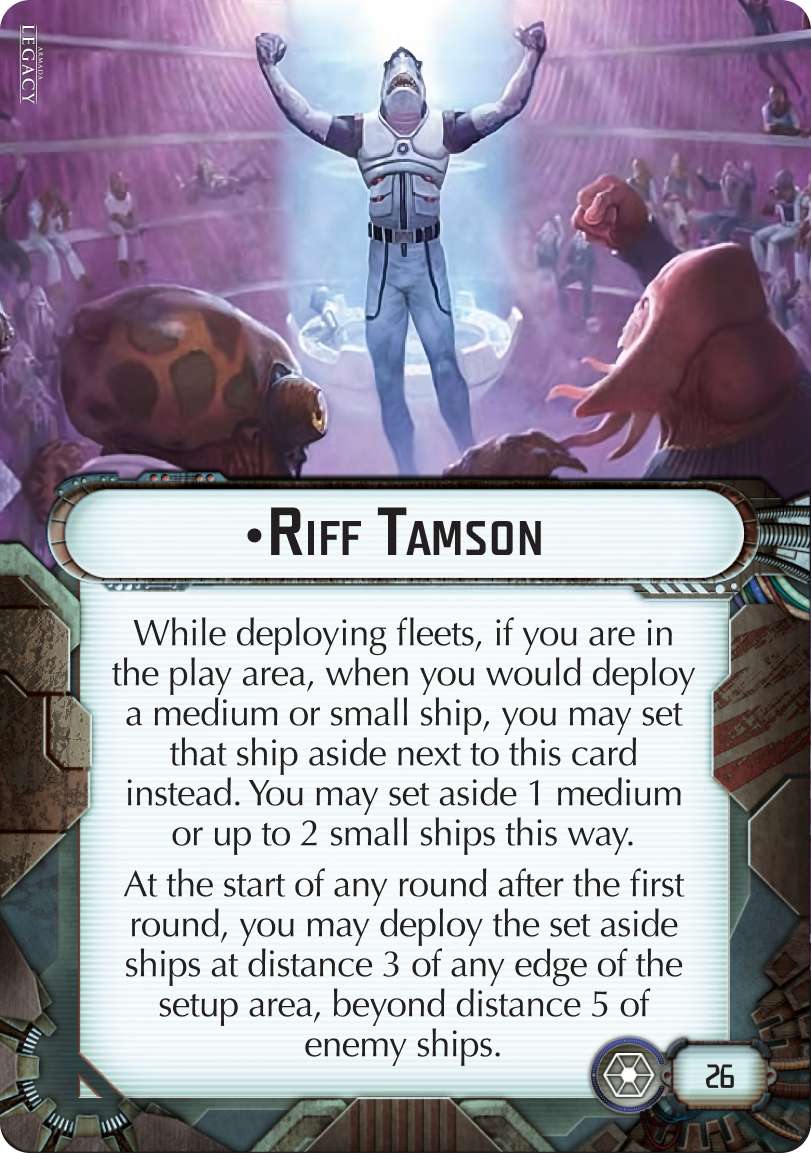 ARMADA
LEGACY
•Riff Tamson
While deploying fleets, if you are in
the play area, when you would deploy
a medium or small ship, you may set
that ship aside next to this card
instead. You may set aside 1 medium
or up to 2 small ships this way.
At the start of any round after the first
round, you may deploy the set aside
ships at distance 3 of any edge of the
setup area, beyond distance 5 of
enemy ships.
26